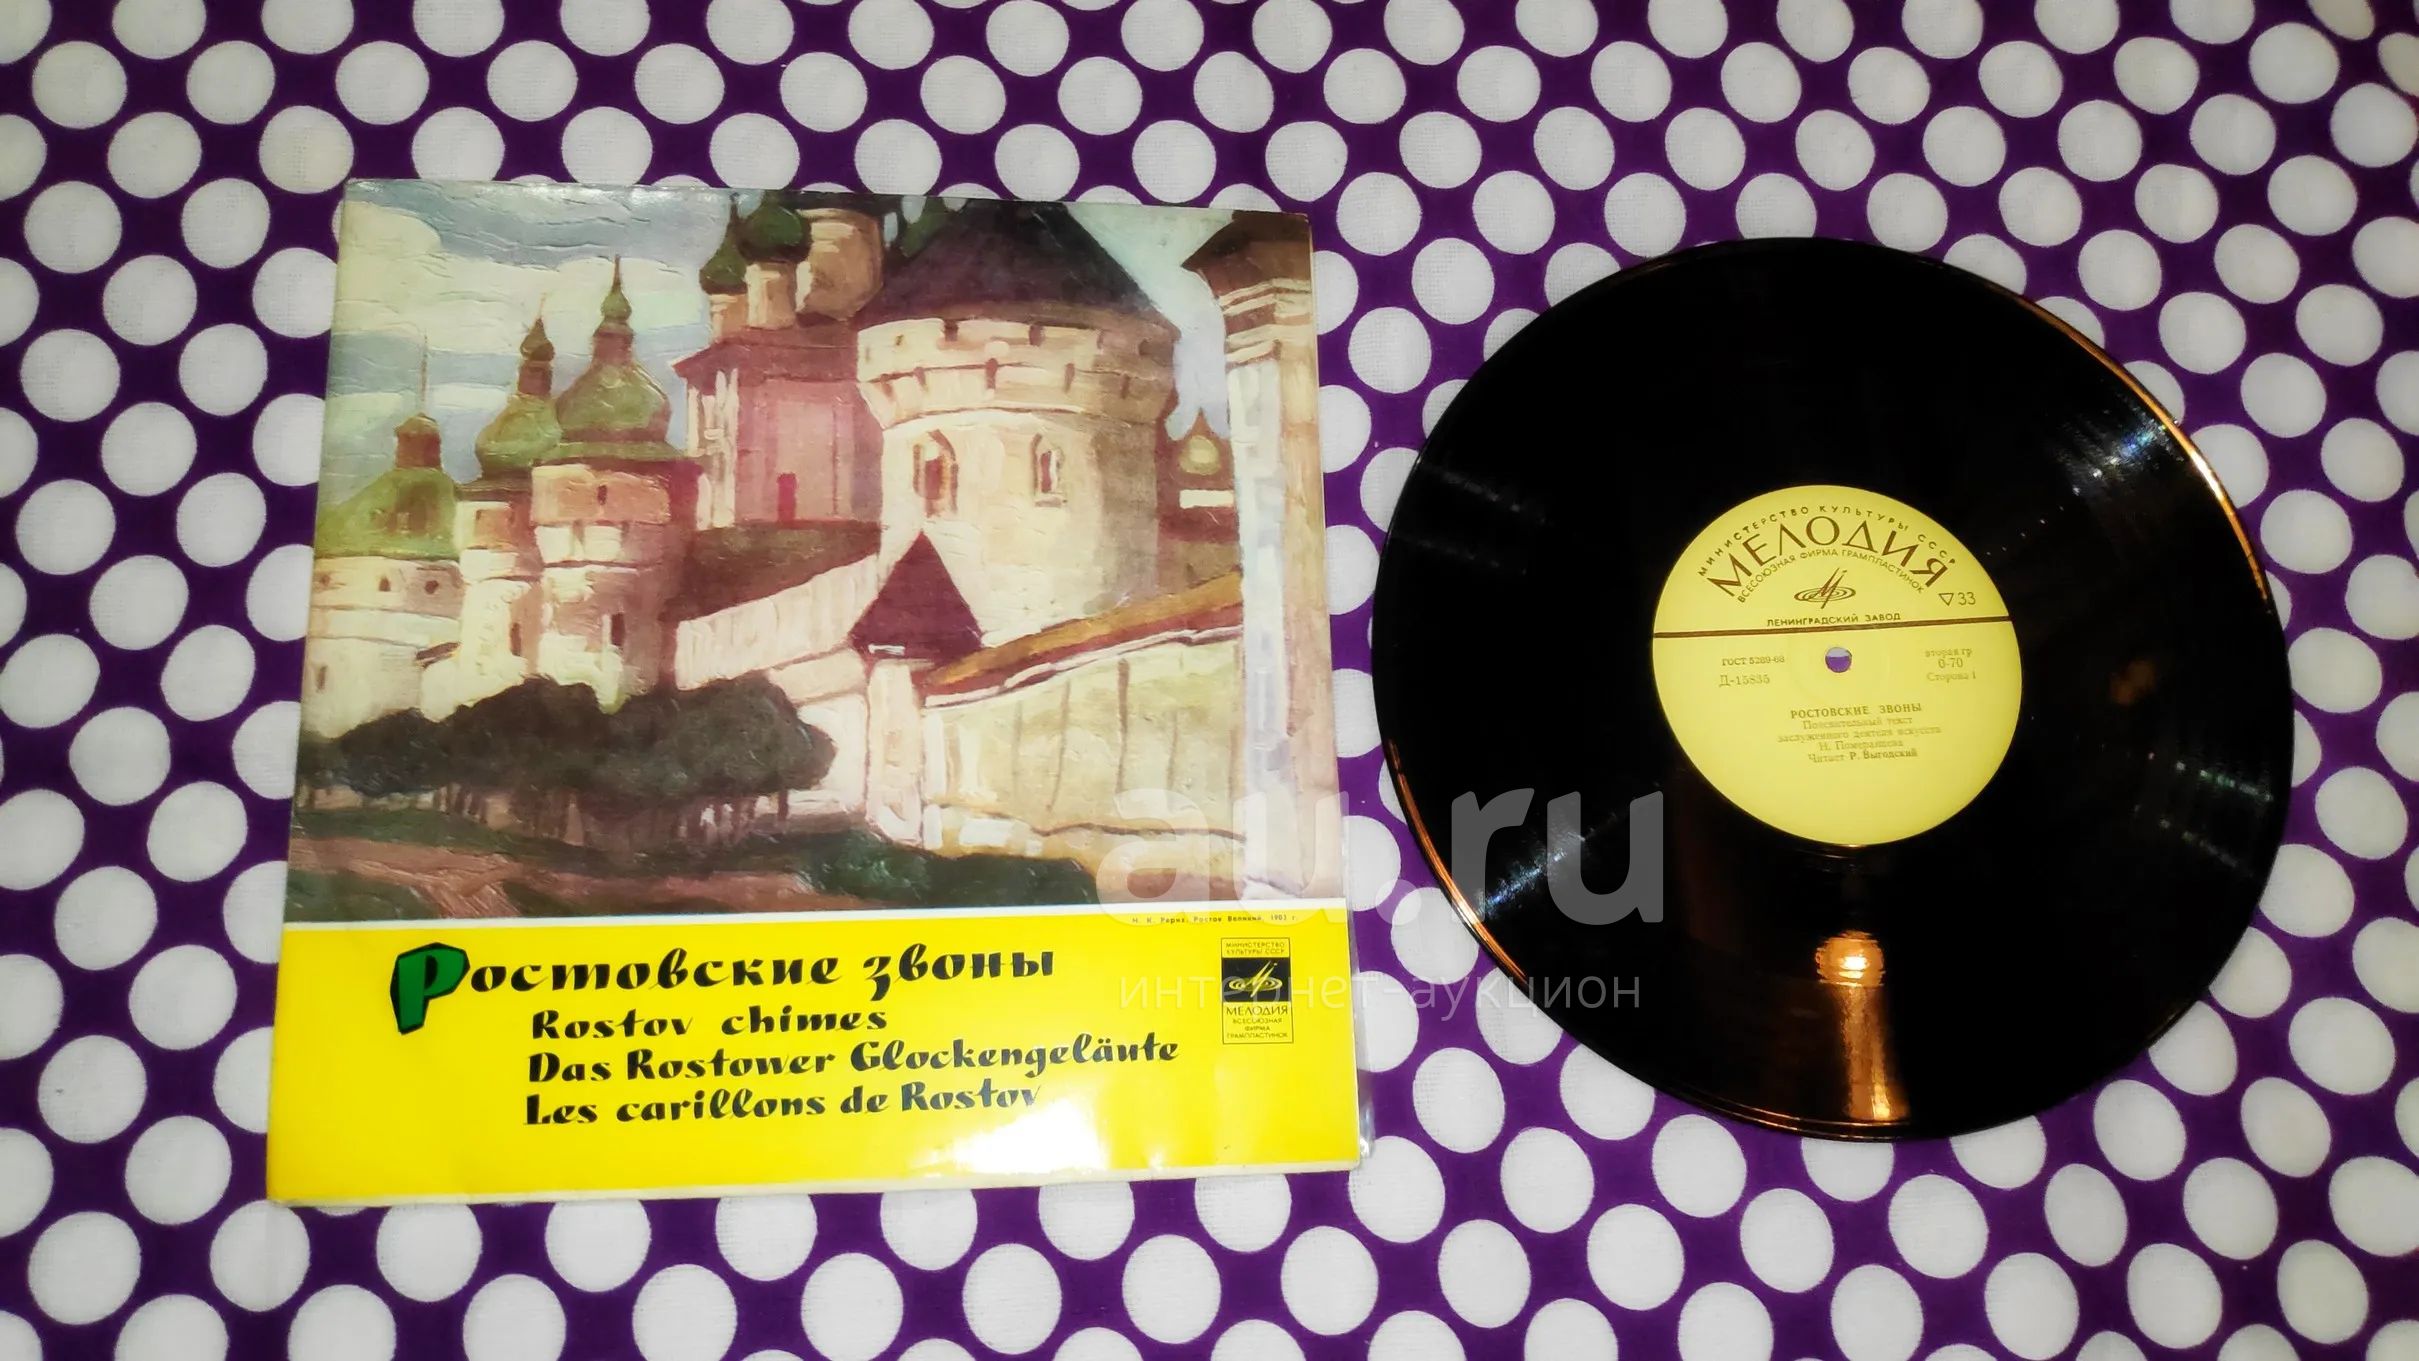 Н. К. Рерих. Ростов Великий, 1903 г.
Ростовские звоны
Rostov chimes
Das Rostower Glockengeläute
Les carillons de Rostov
МИНИСТЕРСТВО
КУЛЬТУРЫ СССР
МЕЛОДИЯ
ВСЕСОЮЗНАЯ
ФИРМА
ГРАМПЛАСТИНОК
МИНИСТЕРСТВО КУЛЬТУРЫ СССР
МЕЛОДИЯ
ВСЕСОЮЗНАЯ ФИРМА ГРАМПЛАСТИНОК
33
ЛЕНИНГРАДСКИЙ ЗАВОД
ГОСТ 5289-68
Д-15835
вторая гр
0-70
Сторона 1
РОСТОВСКИЕ ЗВОНЫ
Пояснительный текст
заслуженного деятеля искусств
Н. Померанцева
Читает Р. Выгодский
au.ru
интернет-аукцион